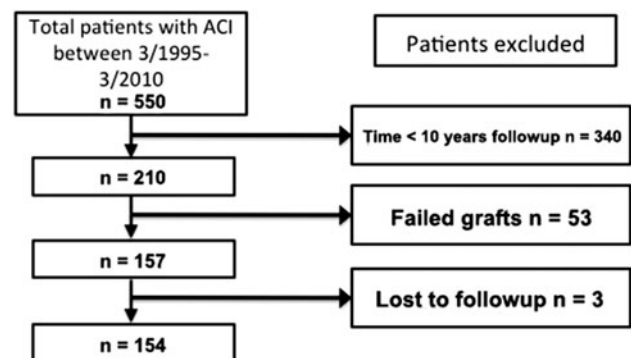 Total patients with ACI
between 3/1995-
3/2010
n = 550
Patients excluded
Time < 10 years followup n = 340
n = 210
Failed grafts n = 53
n = 157
Lost to followup n = 3
n = 154